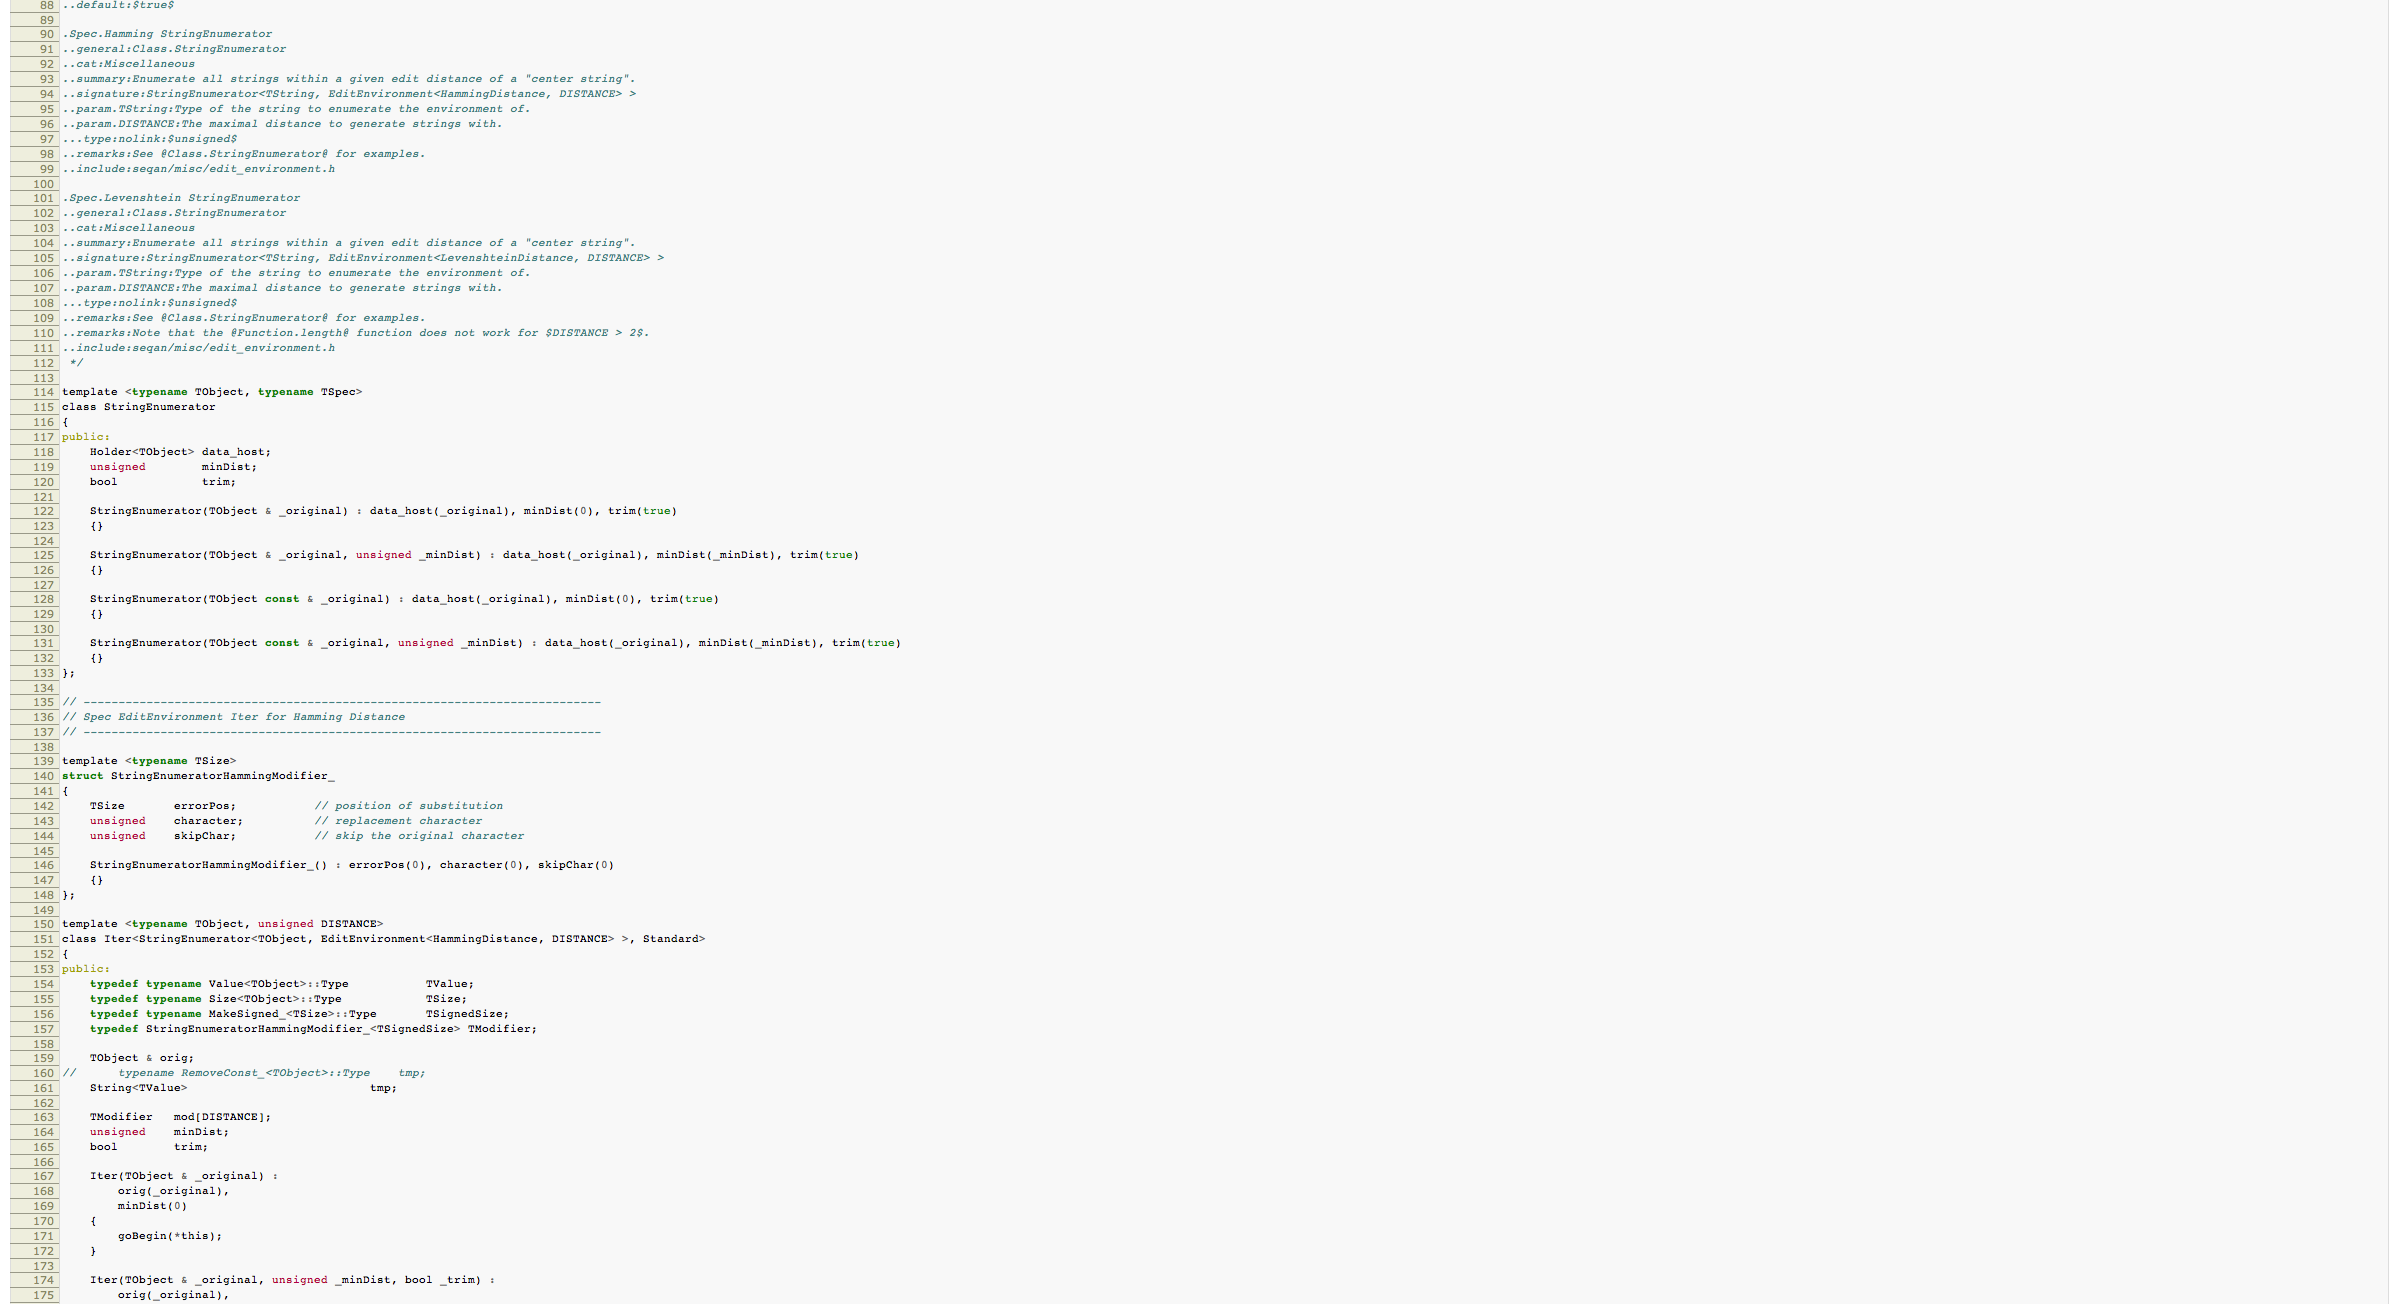 88 ..default:$true$
89
90 .Spec.Hamming StringEnumerator
91 ..general:Class.StringEnumerator
92 ..cat:Miscellaneous
93 ..summary:Enumerate all strings within a given edit distance of a "center string".
94 ..signature:StringEnumerator<TString, EditEnvironment<HammingDistance, DISTANCE> >
95 ..param.TString:Type of the string to enumerate the environment of.
96 ..param.DISTANCE:The maximal distance to generate strings with.
97 ...type:nolink:$unsigned$
98 ..remarks:See @Class.StringEnumerator@ for examples.
99 ..include:seqan/misc/edit_environment.h
100
101 .Spec.Levenshtein StringEnumerator
102 ..general:Class.StringEnumerator
103 ..cat:Miscellaneous
104 ..summary:Enumerate all strings within a given edit distance of a "center string".
105 ..signature:StringEnumerator<TString, EditEnvironment<LevenshteinDistance, DISTANCE> >
106 ..param.TString:Type of the string to enumerate the environment of.
107 ..param.DISTANCE:The maximal distance to generate strings with.
108 ...type:nolink:$unsigned$
109 ..remarks:See @Class.StringEnumerator@ for examples.
110 ..remarks:Note that the @Function.length@ function does not work for $DISTANCE > 2$.
111 ..include:seqan/misc/edit_environment.h
112 */
113
114 template <typename TObject, typename TSpec>
115 class StringEnumerator
116 {
117 public:
118 Holder<TObject> data_host;
119 unsigned minDist;
120 bool trim;
121
122 StringEnumerator(TObject & _original) : data_host(_original), minDist(0), trim(true)
123 {}
124
125 StringEnumerator(TObject & _original, unsigned _minDist) : data_host(_original), minDist(_minDist), trim(true)
126 {}
127
128 StringEnumerator(TObject const & _original) : data_host(_original), minDist(0), trim(true)
129 {}
130
131 StringEnumerator(TObject const & _original, unsigned _minDist) : data_host(_original), minDist(_minDist), trim(true)
132 {}
133 };
134
135 // --------------------------------------------------------------------------
136 // Spec EditEnvironment Iter for Hamming Distance
137 // --------------------------------------------------------------------------
138
139 template <typename TSize>
140 struct StringEnumeratorHammingModifier_
141 {
142 TSize errorPos; // position of substitution
143 unsigned character; // replacement character
144 unsigned skipChar; // skip the original character
145
146 StringEnumeratorHammingModifier_() : errorPos(0), character(0), skipChar(0)
147 {}
148 };
149
150 template <typename TObject, unsigned DISTANCE>
151 class Iter<StringEnumerator<TObject, EditEnvironment<HammingDistance, DISTANCE> >, Standard>
152 {
153 public:
154 typedef typename Value<TObject>::Type TValue;
155 typedef typename Size<TObject>::Type TSize;
156 typedef typename MakeSigned_<TSize>::Type TSignedSize;
157 typedef StringEnumeratorHammingModifier_<TSignedSize> TModifier;
158
159 TObject & orig;
160 // typename RemoveConst_<TObject>::Type tmp;
161 String<TValue> tmp;
162
163 TModifier mod[DISTANCE];
164 unsigned minDist;
165 bool trim;
166
167 Iter(TObject & _original) :
168 orig(_original),
169 minDist(0)
170 {
171 goBegin(*this);
172 }
173
174 Iter(TObject & _original, unsigned _minDist, bool _trim) :
175 orig(_original),